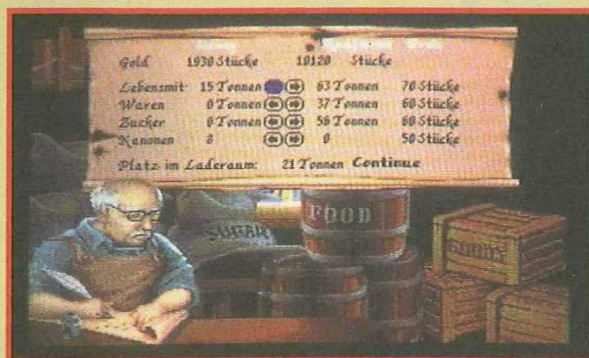 Gold 1930 Stücke 10120 Stücke
Lebensmit 15 Tonnen 63 Tonnen 70 Stücke
Waren 0 Tonnen 37 Tonnen 60 Stücke
Zucker 0 Tonnen 56 Tonnen 60 Stücke
Kanonen 8 0 50 Stücke
Platz im Laderaum: 21 Tonnen Continue
FOOD
SUGAR
GOODS